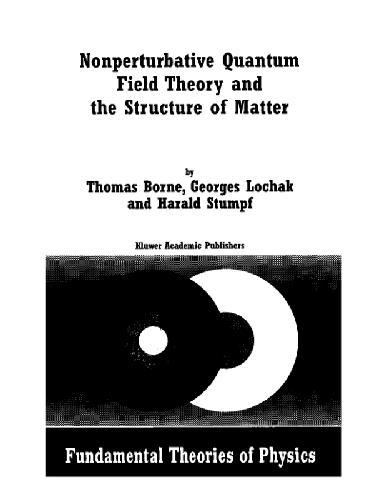 Nonperturbative Quantum
Field Theory and
the Structure of Matter
by
Thomas Borne, Georges Lochak
and Harald Stumpf
Kluwer Academic Publishers
Fundamental Theories of Physics